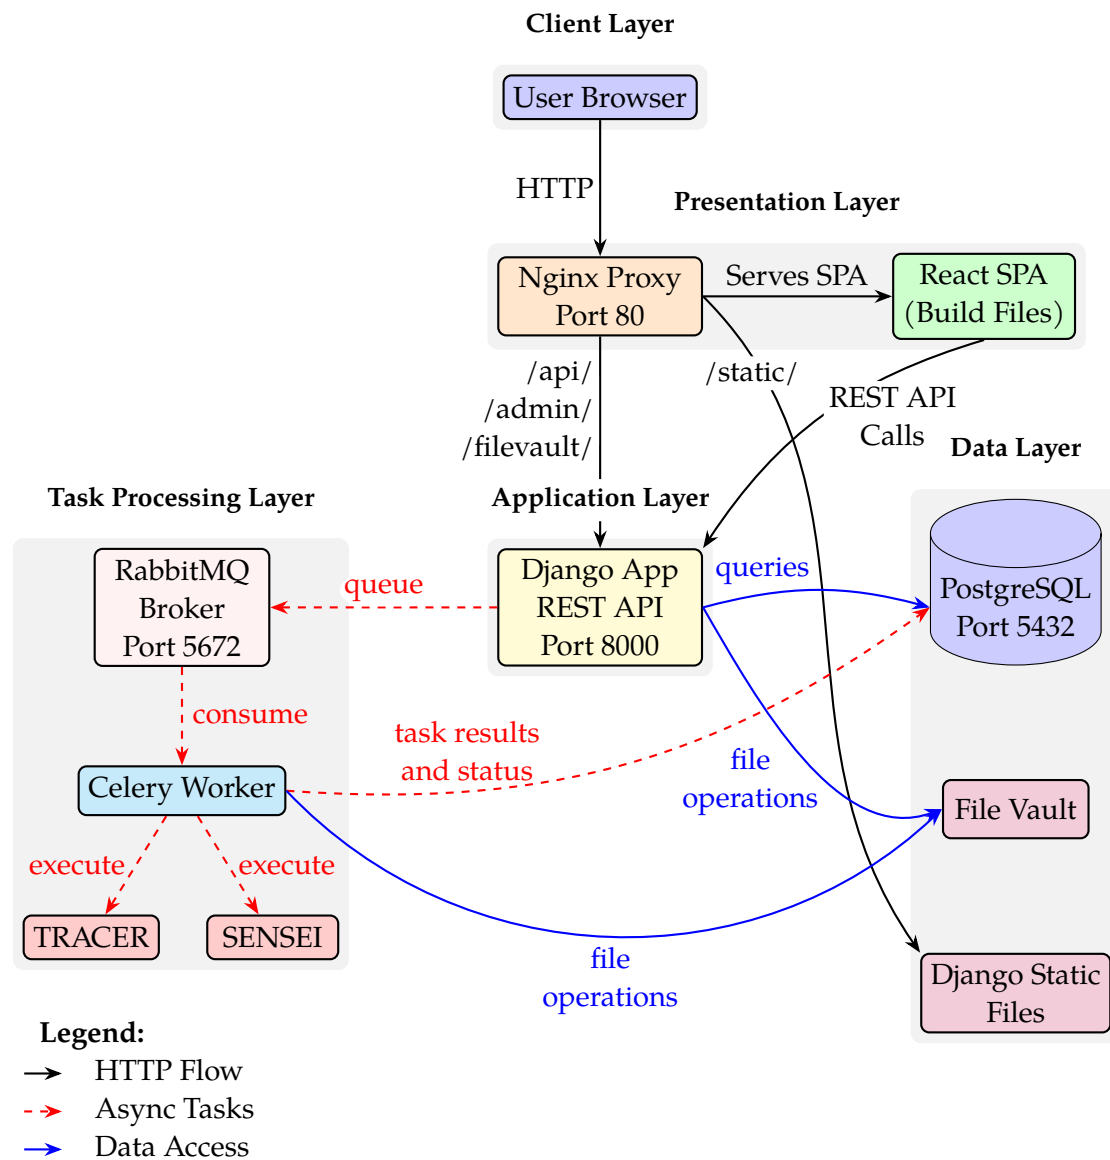 Client Layer
User Browser
HTTP
Presentation Layer
Nginx Proxy
Port 80
Serves SPA
React SPA
(Build Files)
/api/
/admin/
/filevault/
/static/
REST API
Calls
Data Layer
Task Processing Layer
Application Layer
RabbitMQ
Broker
Port 5672
queue
Django App
REST API
Port 8000
queries
PostgreSQL
Port 5432
consume
task results
and status
file
operations
Celery Worker
File Vault
execute
execute
TRACER
SENSEI
file
operations
Django Static
Files
Legend:
HTTP Flow
Async Tasks
Data Access